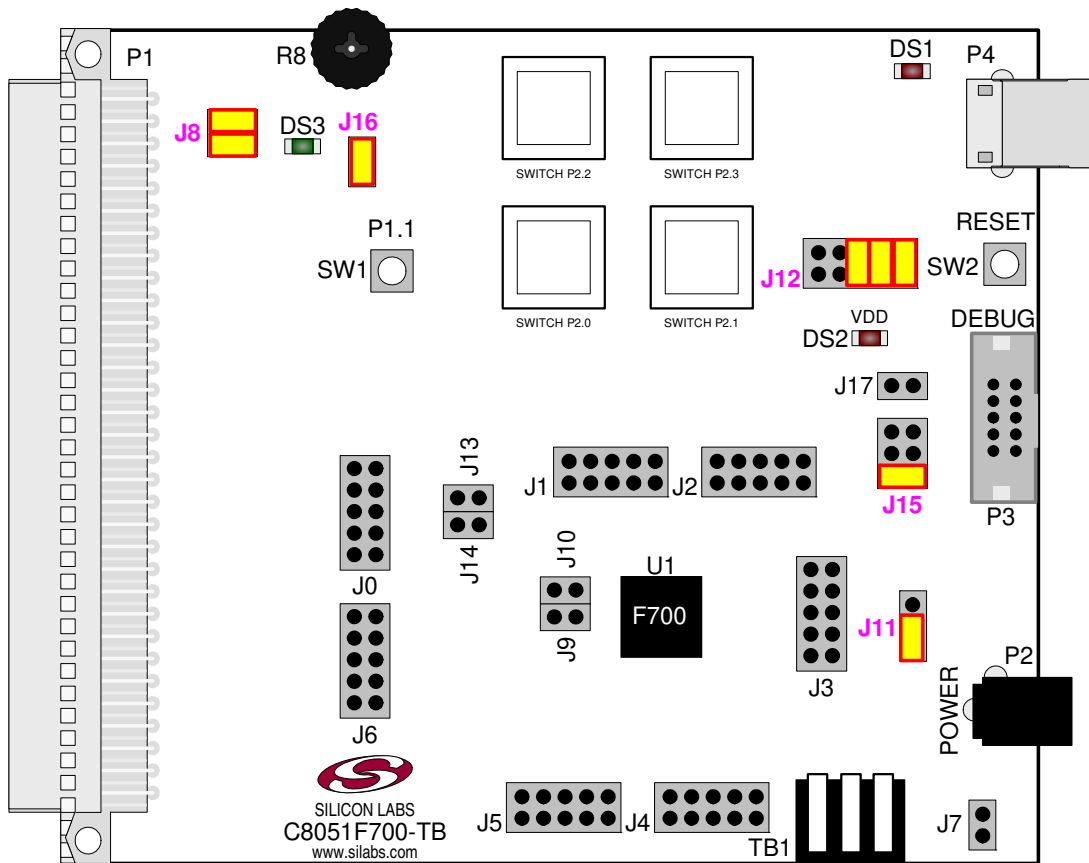 P1
R8
DS1
P4
J8
DS3
J16
SWITCH P2.2
SWITCH P2.3
P1.1
SW1
RESET
J12
SW2
SWITCH P2.0
SWITCH P2.1
VDD
DS2
DEBUG
J17
J13
J1
J2
J15
P3
J14
J10
J0
U1
F700
J9
J11
J3
P2
POWER
J6
SILICON LABS
C8051F700-TB
www.silabs.com
J5
J4
TB1
J7